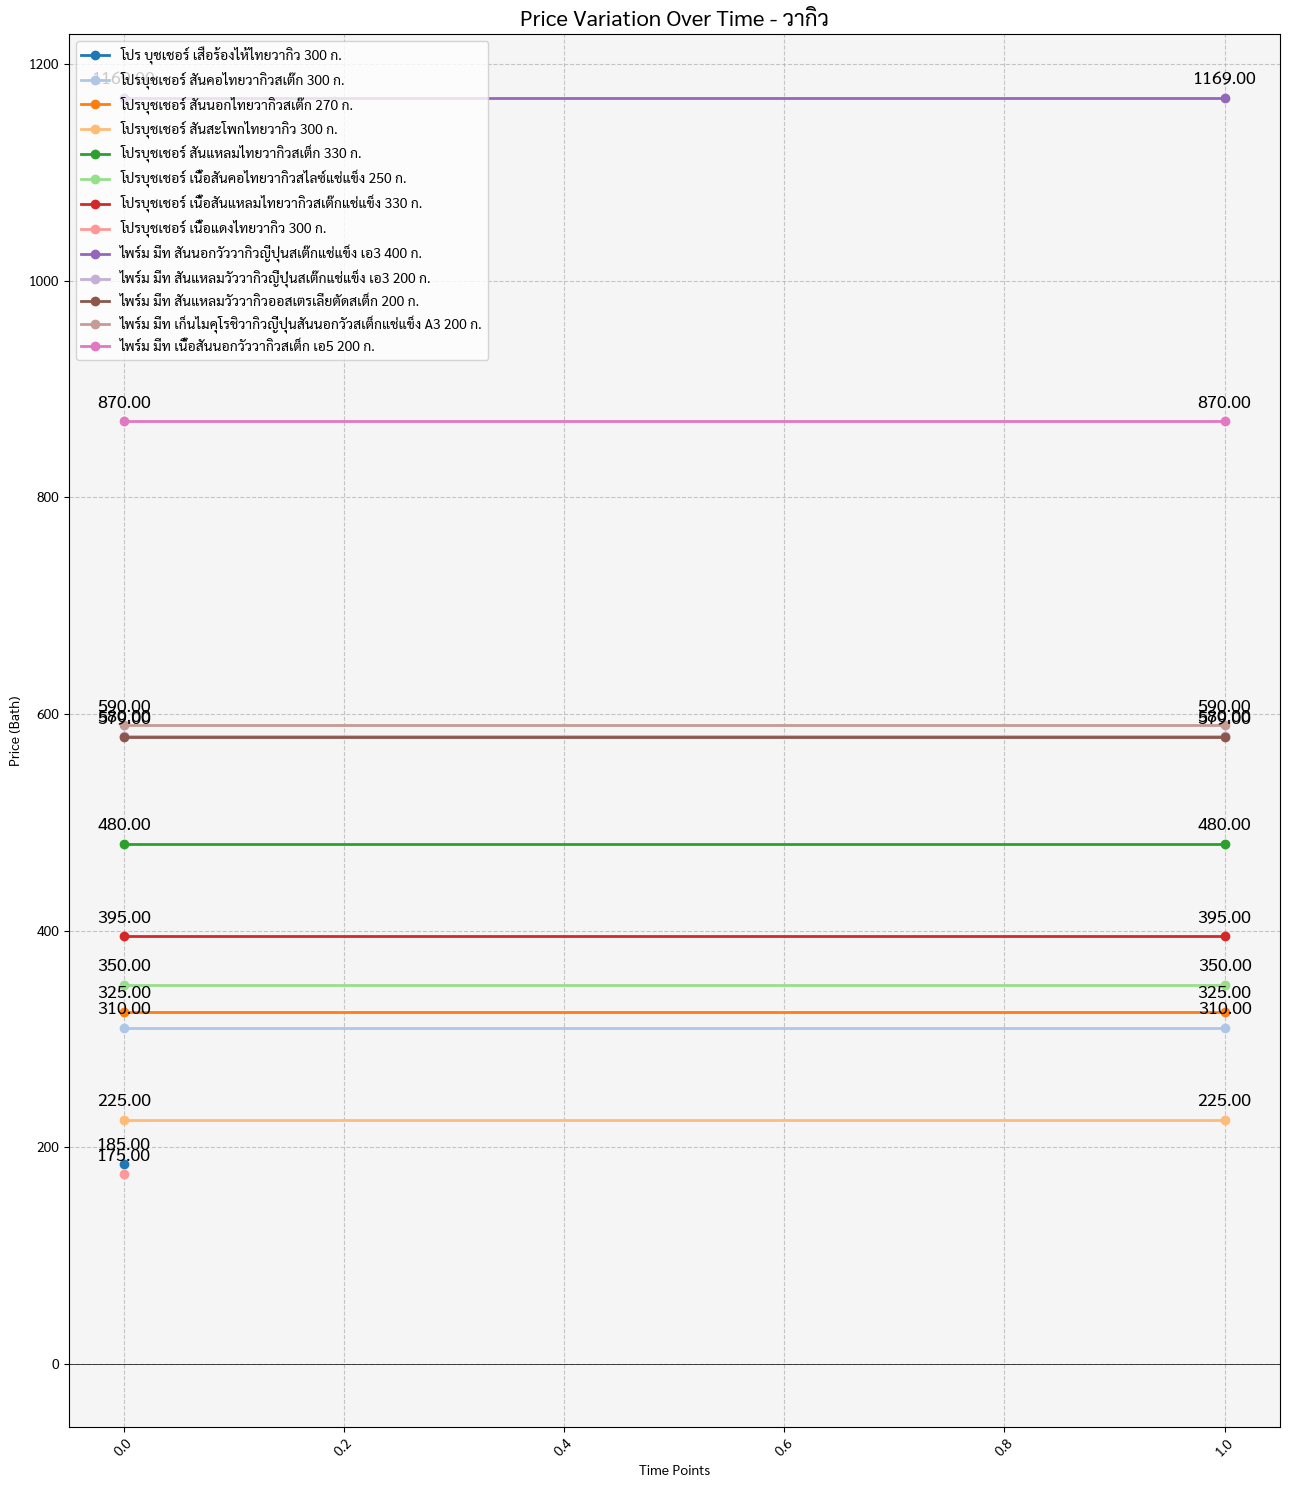 Price Variation Over Time - วากิว
1200
1169.00
โปร บุชเชอร์ เสือร้องไห้ไทยวากิว 300 ก.
โปรบุชเชอร์ สันคอไทยวากิวสเต๊ก 300 ก.
โปรบุชเชอร์ สันนอกไทยวากิวสเต๊ก 270 ก.
โปรบุชเชอร์ สันสะโพกไทยวากิว 300 ก.
โปรบุชเชอร์ สันแหลมไทยวากิวสเต็ก 330 ก.
โปรบุชเชอร์ เนื้อสันคอไทยวากิวสไลซ์แช่แข็ง 250 ก.
โปรบุชเชอร์ เนื้อสันแหลมไทยวากิวสเต๊กแช่แข็ง 330 ก.
โปรบุชเชอร์ เนื้อแดงไทยวากิว 300 ก.
ไพร์ม มีท สันนอกวัววากิวญี่ปุ่นสเต๊กแช่แข็ง เอ3 400 ก.
ไพร์ม มีท สันแหลมวัววากิวญี่ปุ่นสเต๊กแช่แข็ง เอ3 200 ก.
ไพร์ม มีท สันแหลมวัววากิวออสเตรเลียตัดสเต็ก 200 ก.
ไพร์ม มีท เก็นไมคุโรชิวากิวญี่ปุ่นสันนอกวัวสเต็กแช่แข็ง A3 200 ก.
ไพร์ม มีท เนื้อสันนอกวัววากิวสเต็ก เอ5 200 ก.
1000
870.00 870.00
800
590.00 590.00
600
579.00 579.00
480.00 480.00
395.00 395.00
400
350.00 350.00
325.00 325.00
310.00 310.00
225.00 225.00
200
185.00
175.00
0
Price (Bath)
0.0 0.2 0.4 0.6 0.8 1.0
Time Points